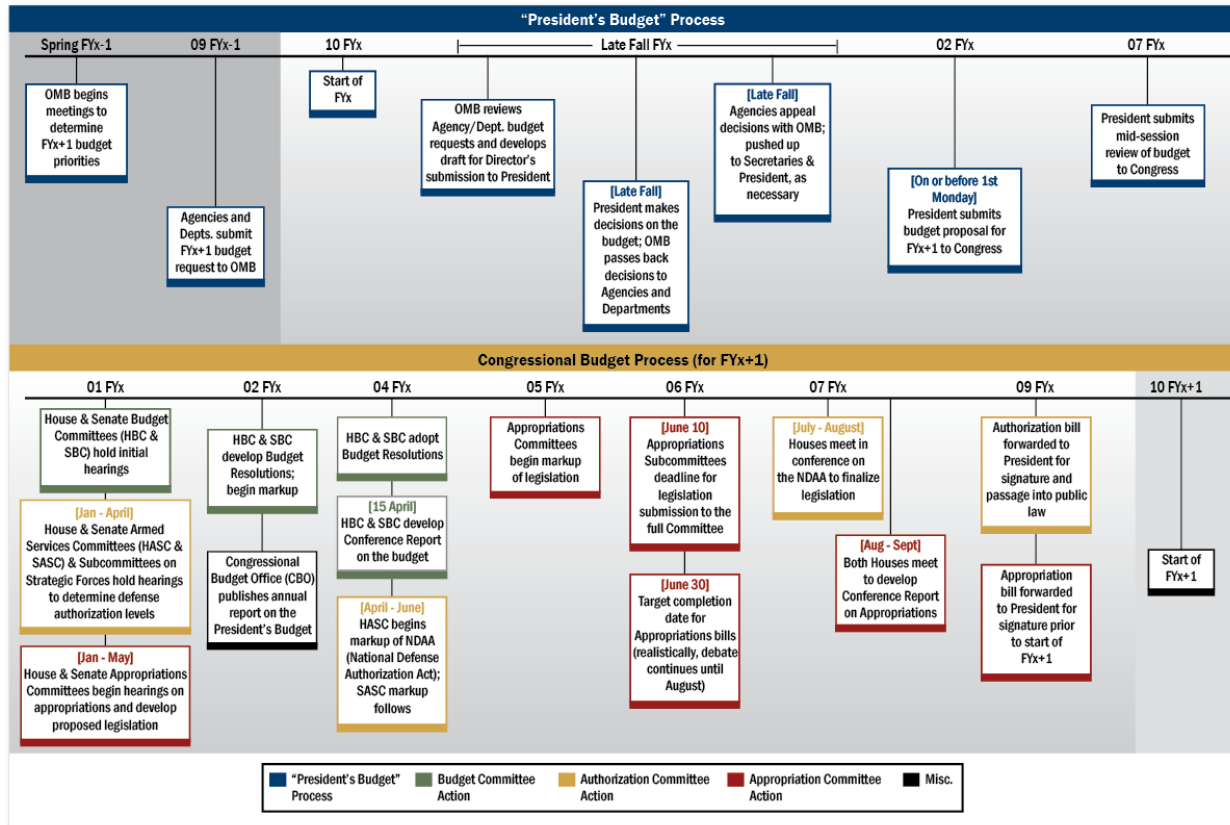 “President’s Budget” Process
Spring FYx-1
09 FYx-1
10 FYx
Late Fall FYx
02 FYx
07 FYx
OMB begins
meetings to
determine
FYx+1 budget
priorities
Agencies and
Depts. submit
FYx+1 budget
request to OMB
Start of
FYx
OMB reviews
Agency/Dept. budget
requests and develops
draft for Director’s
submission to President
[Late Fall]
President makes
decisions on the
budget; OMB
passes back
decisions to
Agencies and
Departments
[Late Fall]
Agencies appeal
decisions with OMB;
pushed up
to Secretaries &
President, as
necessary
[On or before 1st
Monday]
President submits
budget proposal for
FYx+1 to Congress
President submits
mid-session
review of budget
to Congress
Congressional Budget Process (for FYx+1)
01 FYx
02 FYx
04 FYx
05 FYx
06 FYx
07 FYx
09 FYx
10 FYx+1
House & Senate Budget
Committees (HBC &
SBC) hold initial
hearings
[Jan - April]
House & Senate Armed
Services Committees (HASC &
SASC) & Subcommittees on
Strategic Forces hold hearings
to determine defense
authorization levels
[Jan - May]
House & Senate Appropriations
Committees begin hearings on
appropriations and develop
proposed legislation
HBC & SBC
develop Budget
Resolutions;
begin markup
Congressional
Budget Office (CBO)
publishes annual
report on the
President’s Budget
HBC & SBC adopt
Budget Resolutions
[15 April]
HBC & SBC develop
Conference Report
on the budget
[April - June]
HASC begins
markup of NDAA
(National Defense
Authorization Act);
SASC markup
follows
Appropriations
Committees
begin markup
of legislation
[June 10]
Appropriations
Subcommittees
deadline for
legislation
submission to the
full Committee
[June 30]
Target completion
date for
Appropriations bills
(realistically, debate
continues until
August)
[July - August]
Houses meet in
conference on
the NDAA to finalize
legislation
[Aug - Sept]
Both Houses meet
to develop
Conference Report
on Appropriations
Authorization bill
forwarded to
President for
signature and
passage into public
law
Appropriation
bill forwarded
to President for
signature prior
to start of
FYx+1
Start of
FYx+1
“President’s Budget”
Process
Budget Committee
Action
Authorization Committee
Action
Appropriation Committee
Action
Misc.